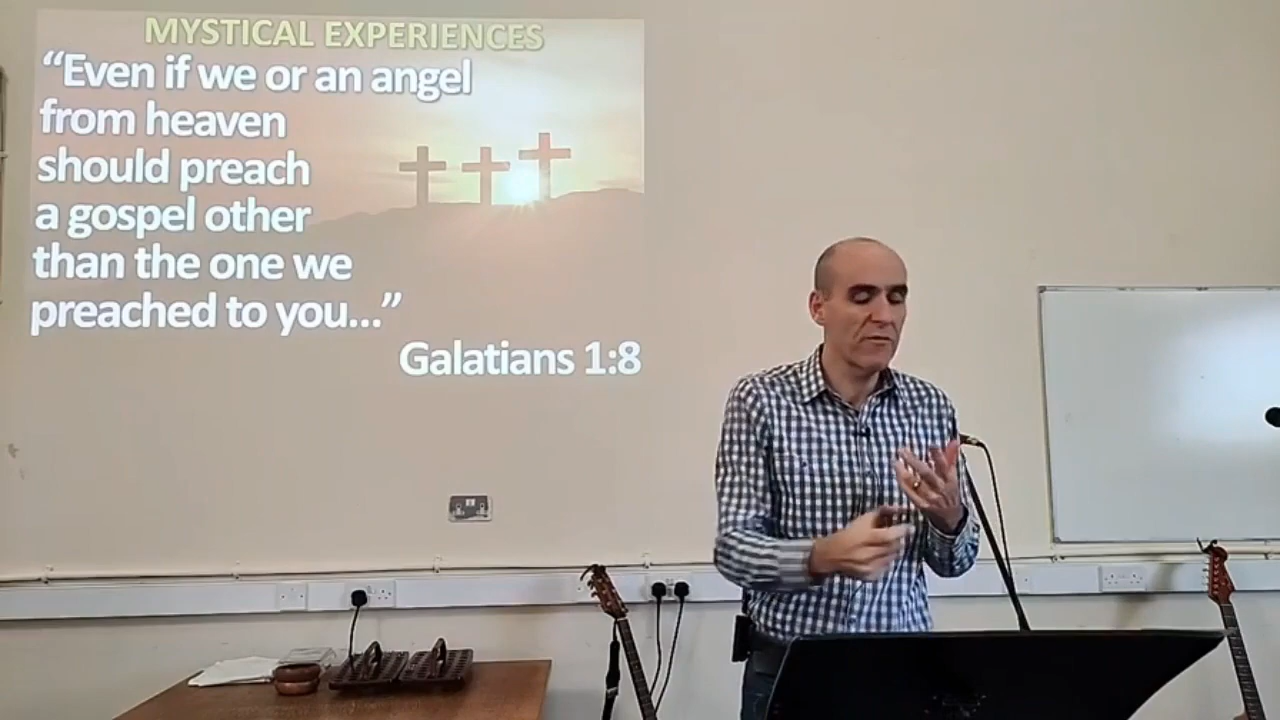 MYSTICAL EXPERIENCES
“Even if we or an angel
from heaven
should preach
a gospel other
than the one we
preached to you...”
Galatians 1:8